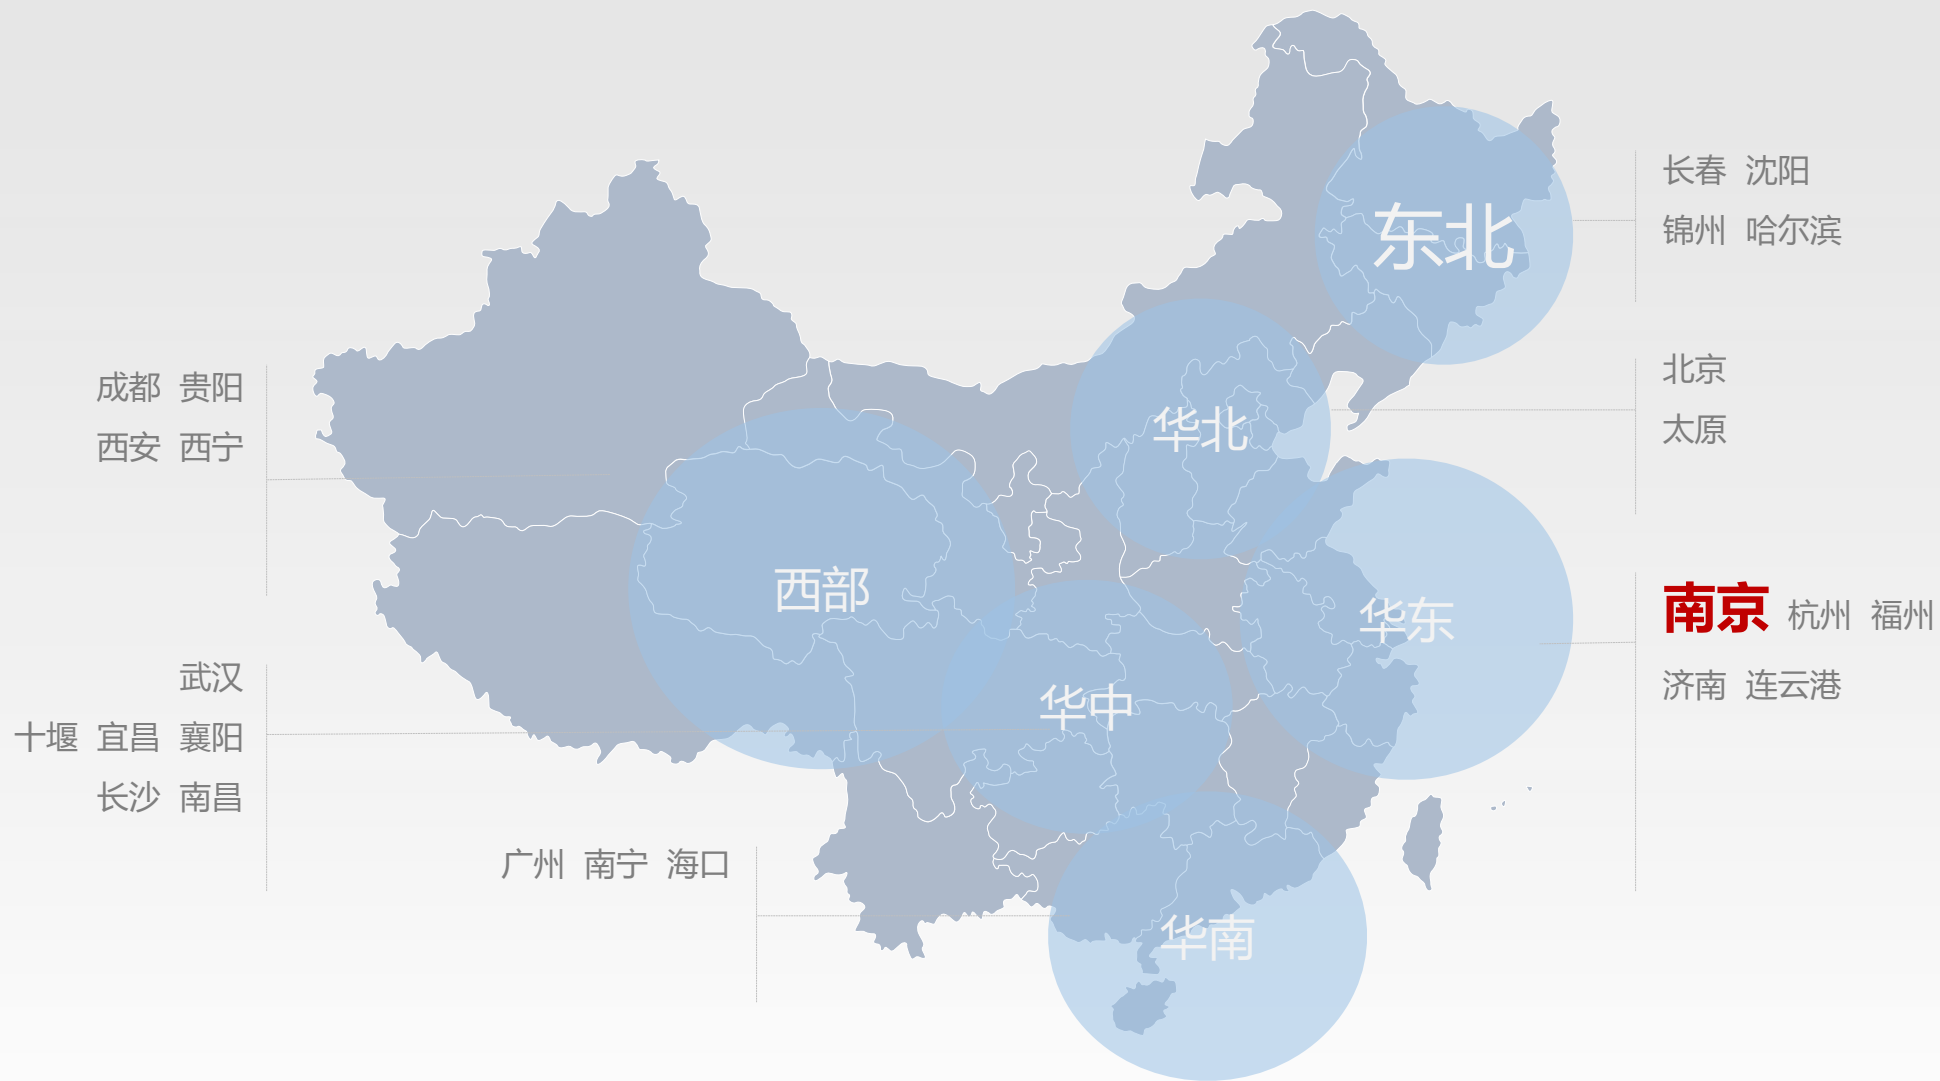 东北
长春 沈阳
锦州 哈尔滨
华北
北京
太原
成都 贵阳
西安 西宁
西部
华东
南京 杭州 福州
济南 连云港
华中
武汉
十堰 宜昌 襄阳
长沙 南昌
广州 南宁 海口
华南